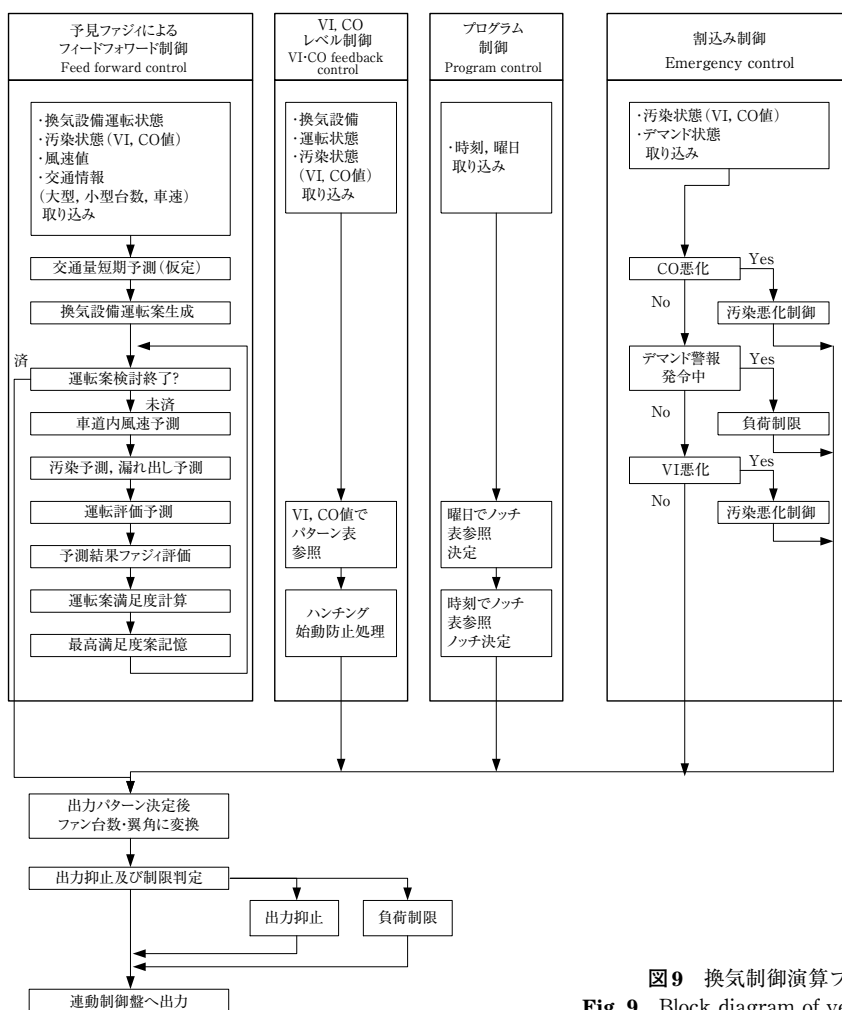 予見ファジィによる
フィードフォワード制御
Feed forward control
・換気設備運転状態
・汚染状態(VI, CO値)
・風速値
・交通情報
(大型, 小型台数, 車速)
取り込み
交通量短期予測(仮定)
換気設備運転案生成
済
運転案検討終了?
未済
車道内風速予測
汚染予測, 漏れ出し予測
運転評価予測
予測結果ファジィ評価
運転案満足度計算
最高満足度案記憶
VI, CO
レベル制御
VI・CO feedback
control
・換気設備
・運転状態
・汚染状態
(VI, CO値)
取り込み
VI, CO値で
パターン表
参照
ハンチング
始動防止処理
プログラム
制御
Program control
・時刻, 曜日
取り込み
曜日でノッチ
表参照
決定
時刻でノッチ
表参照
ノッチ決定
割込み制御
Emergency control
・汚染状態(VI, CO値)
・デマンド状態
取り込み
CO悪化
Yes
No
汚染悪化制御
デマンド警報
発令中
Yes
No
負荷制限
VI悪化
Yes
No
汚染悪化制御
出力パターン決定後
ファン台数・翼角に変換
出力抑止及び制限判定
出力抑止
負荷制限
連動制御盤へ出力
図9 換気制御演算フ
Fig. 9 Block diagram of ve